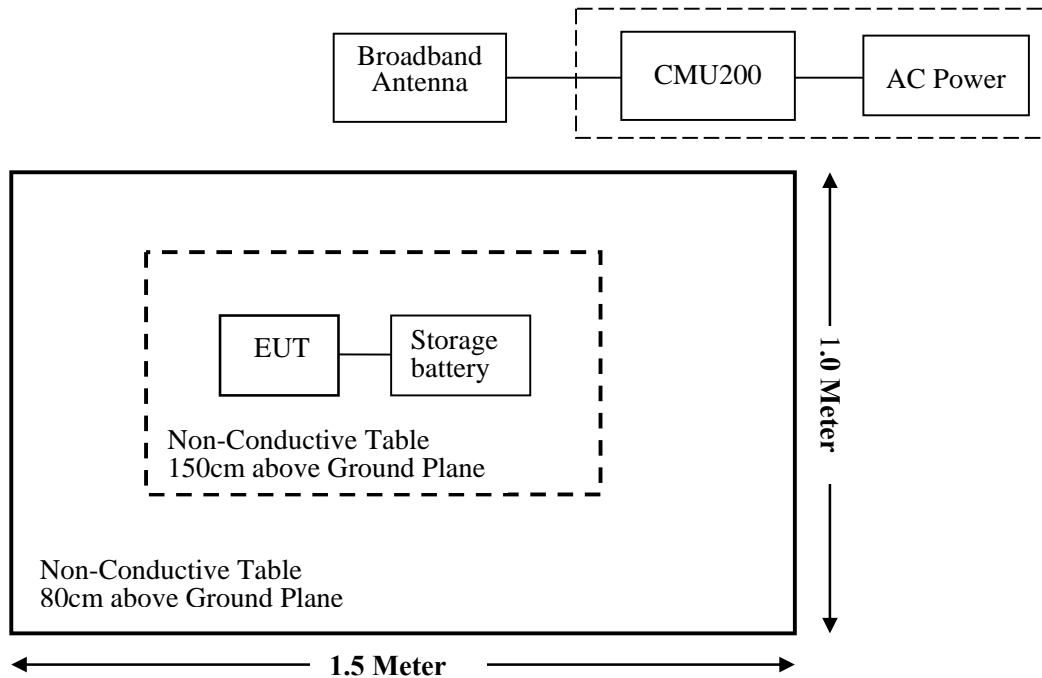 Broadband
Antenna
CMU200
AC Power
EUT
Storage
battery
Non-Conductive Table
150cm above Ground Plane
1.0 Meter
Non-Conductive Table
80cm above Ground Plane
1.5 Meter